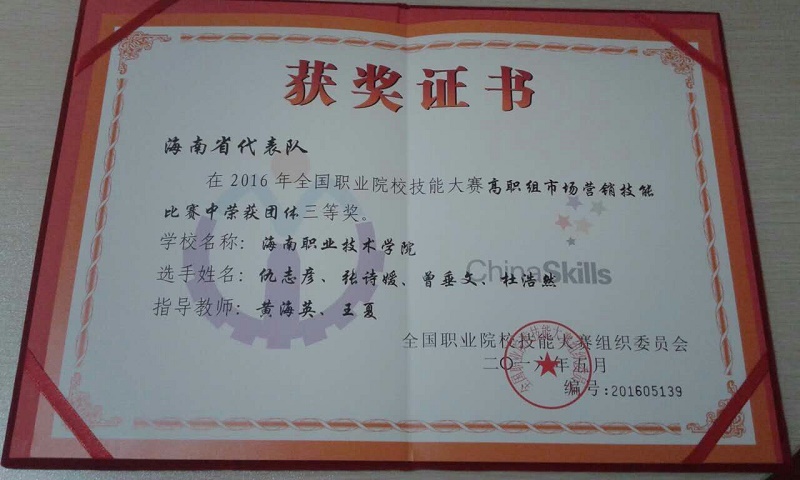 获奖证书
海南省代表队
在2016年全国职业院校技能大赛高职组市场营销技能
比赛中荣获团体三等奖。
学校名称：海南职业技术学院
选手姓名：仇志彦、张诗媛、曾垂文、杜浩然
指导教师：黄海英、王夏
ChinaSkills
全国职业院校技能大赛组织委员会
二〇一六年五月
编号:201605139